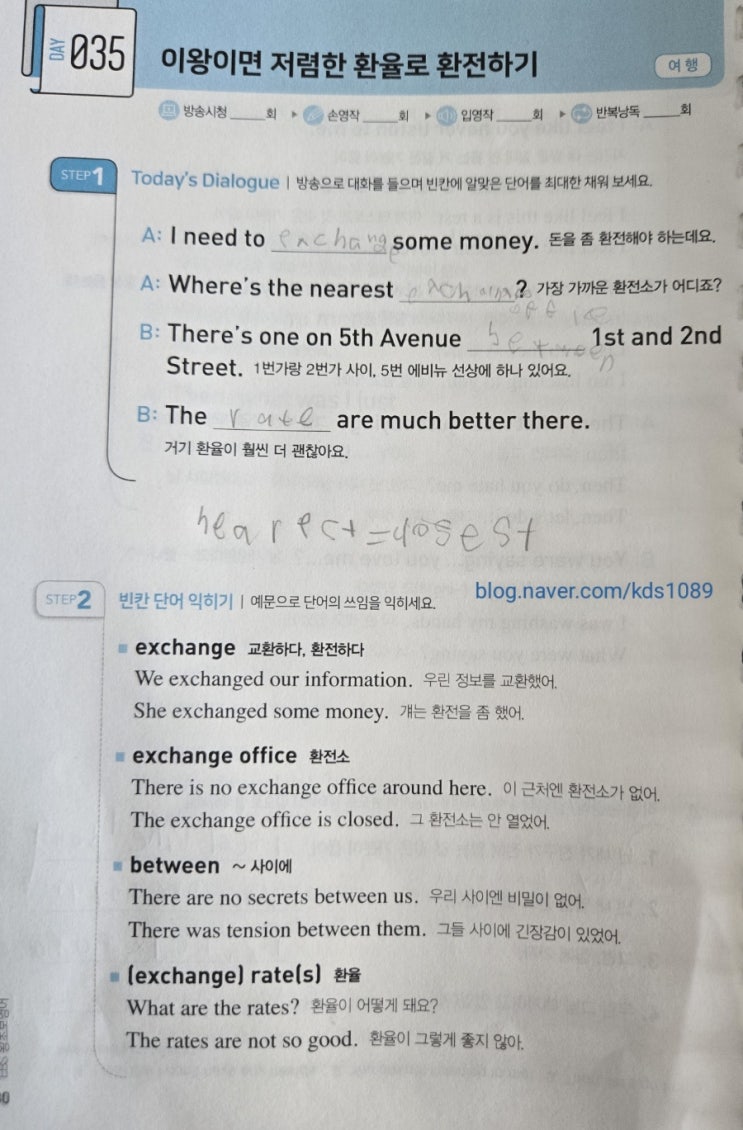 DAY 035 이왕이면 저렴한 환율로 환전하기 여행
방송시청 ____회 ▶ 손영작 ____회 ▶ 입영작 ____회 ▶ 반복낭독 ____회
STEP1 Today's Dialogue | 방송으로 대화를 들으며 빈칸에 알맞은 단어를 최대한 채워 보세요.
A: I need to exchange some money. 돈을 좀 환전해야 하는데요.
A: Where's the nearest ____? 가장 가까운 환전소가 어디죠?
B: There's one on 5th Avenue between 1st and 2nd
Street. 1번가랑 2번가 사이, 5번 에비뉴 선상에 하나 있어요.
B: The rate are much better there.
거기 환율이 훨씬 더 괜찮아요.
hearect=closest
STEP2 빈칸 단어 익히기 | 예문으로 단어의 쓰임을 익히세요.
blog.naver.com/kds1089
exchange 교환하다, 환전하다
We exchanged our information. 우린 정보를 교환했어.
She exchanged some money. 걔는 환전을 좀 했어.
exchange office 환전소
There is no exchange office around here. 이 근처엔 환전소가 없어.
The exchange office is closed. 그 환전소는 안 열었어.
between ~ 사이에
There are no secrets between us. 우리 사이엔 비밀이 없어.
There was tension between them. 그들 사이에 긴장감이 있었어.
(exchange) rate(s) 환율
What are the rates? 환율이 어떻게 돼요?
The rates are not so good. 환율이 그렇게 좋지 않아.